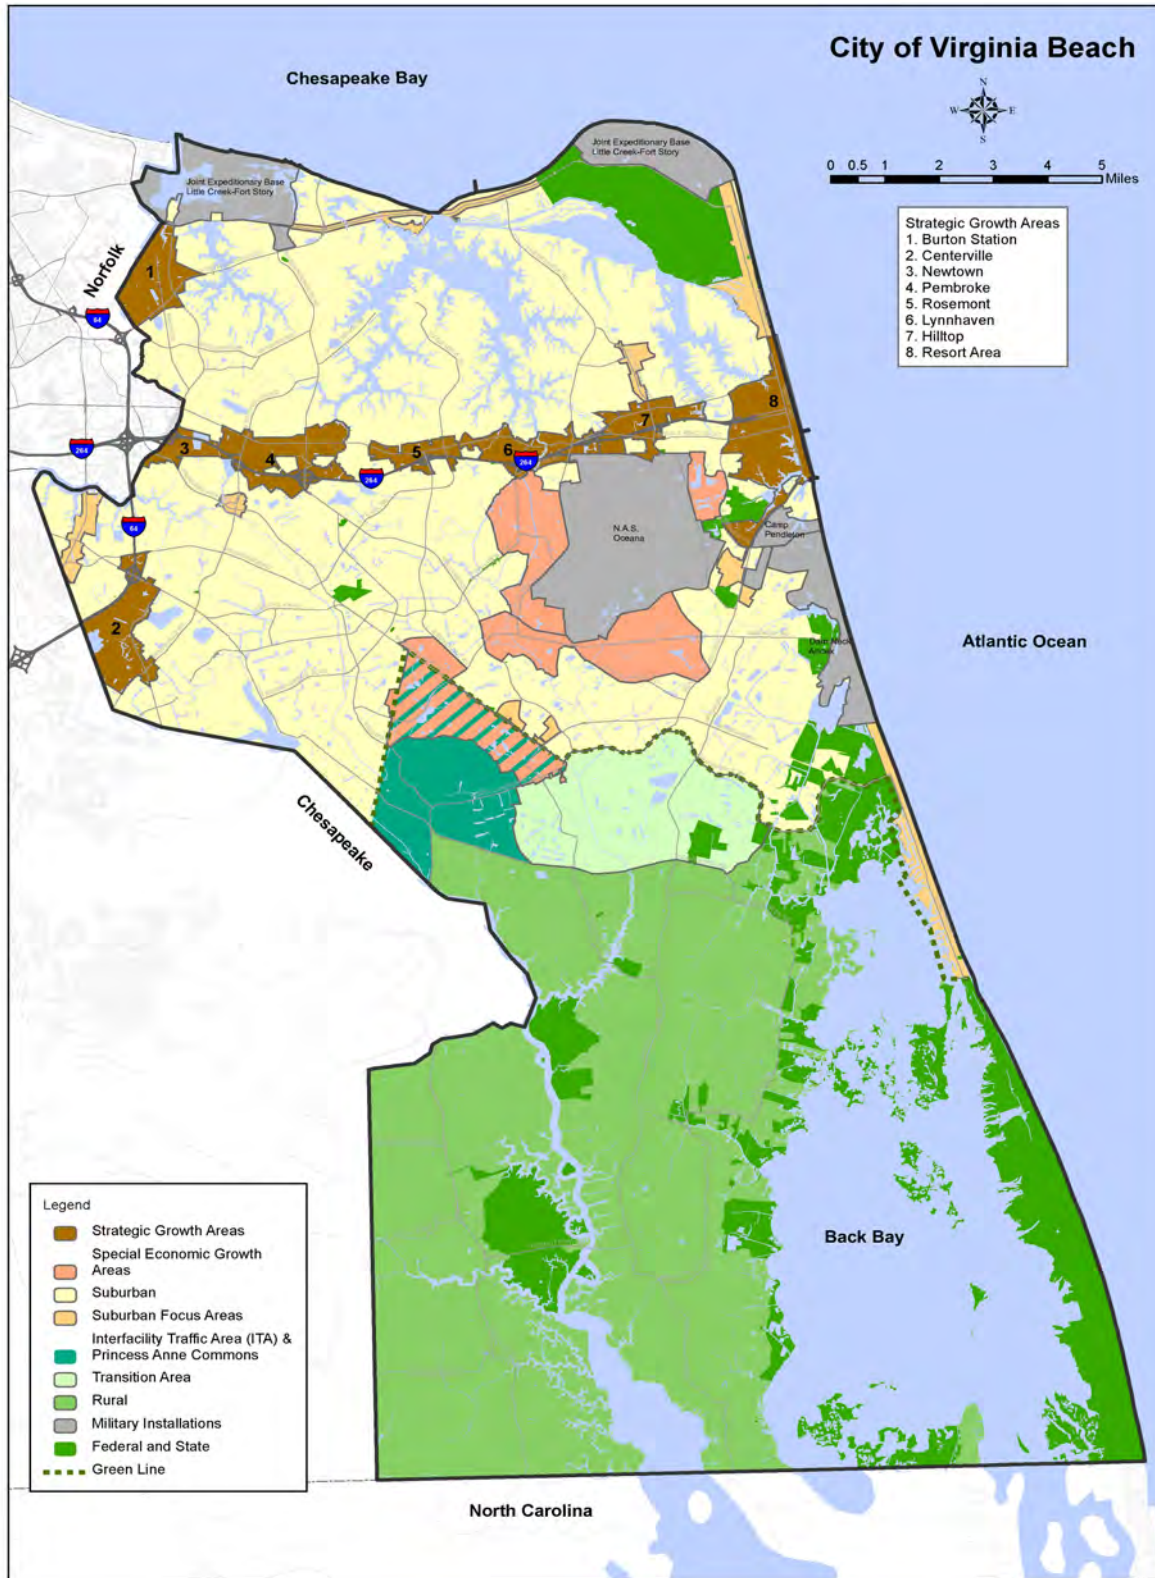 City of Virginia Beach
Chesapeake Bay
N
W E
S
0 0.5 1 2 3 4 5
Miles
Joint Expeditionary Base
Little Creek-Fort Story
Joint Expeditionary Base
Little Creek-Fort Story
Strategic Growth Areas
1. Burton Station
2. Centerville
3. Newtown
4. Pembroke
5. Rosemont
6. Lynnhaven
7. Hilltop
8. Resort Area
Norfolk
1
64
8
7
3
4
5
6
264
264
264
64
N.A.S.
Oceana
Camp
Pendleton
2
Dam Neck
Annex
Atlantic Ocean
Chesapeake
Back Bay
Legend
Strategic Growth Areas
Special Economic Growth
Areas
Suburban
Suburban Focus Areas
Interfacility Traffic Area (ITA) &
Princess Anne Commons
Transition Area
Rural
Military Installations
Federal and State
Green Line
North Carolina